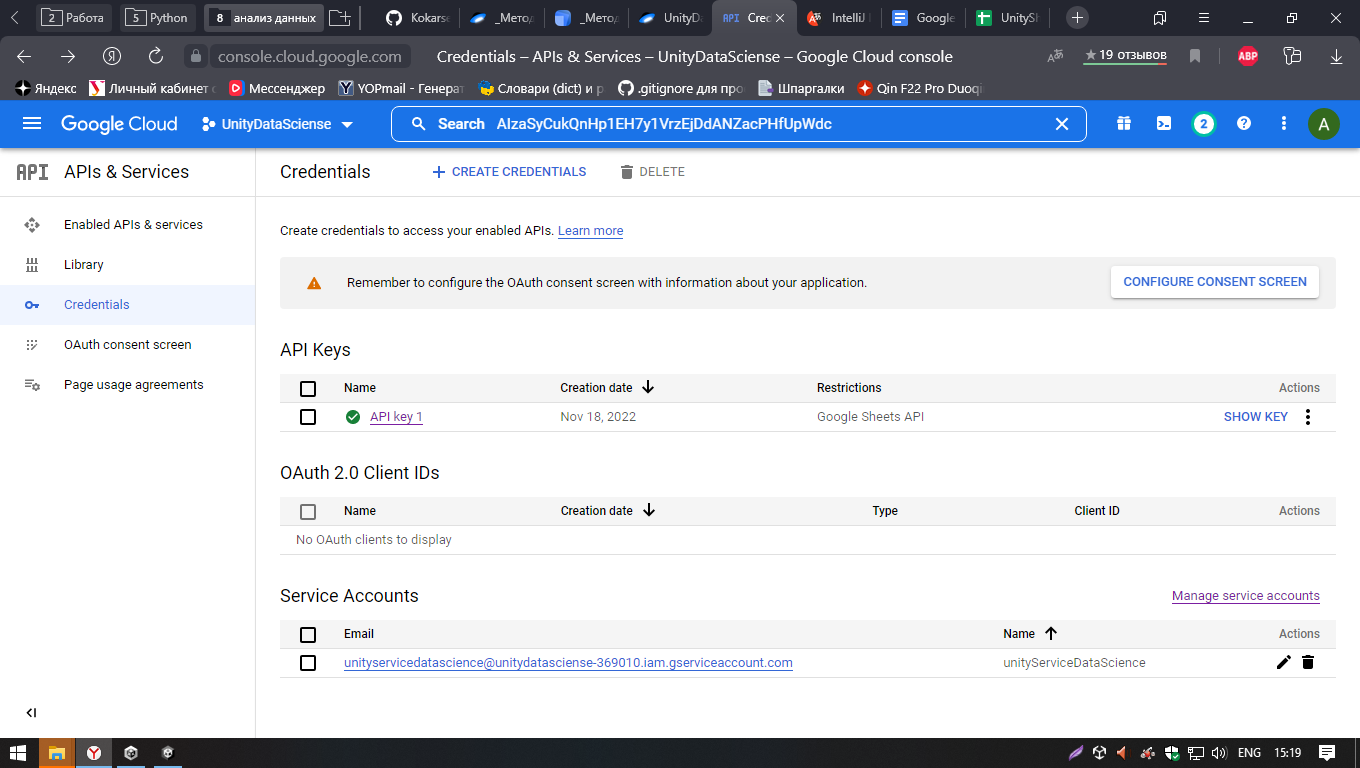 2 Работа 5 Python 8 анализ данных Kokarse _Метод _Метод UnityDa API Cre IntelliJ Google UnitySh
console.cloud.google.com Credentials – APIs & Services – UnityDataSciense – Google Cloud console 19 отзывов ABP
Яндекс Личный кабинет Мессенджер YOPmail - Генерат Словари (dict) и р .gitignore для про Шпаргалки Qin F22 Pro Duoqi
Google Cloud UnityDataSciense Search AIzaSyCukQnHp1EH7y1VrzEjDdANZacPHfUpWdc 2 A
API APIs & Services Credentials CREATE CREDENTIALS DELETE
Enabled APIs & services
Library
Credentials
OAuth consent screen
Page usage agreements
Create credentials to access your enabled APIs. Learn more
Remember to configure the OAuth consent screen with information about your application. CONFIGURE CONSENT SCREEN
API Keys
Name Creation date Restrictions Actions
API key 1 Nov 18, 2022 Google Sheets API SHOW KEY
OAuth 2.0 Client IDs
Name Creation date Type Client ID Actions
No OAuth clients to display
Service Accounts Manage service accounts
Email Name Actions
unityservicedatascience@unitydatasciense-369010.iam.gserviceaccount.com unityServiceDataScience
ENG 15:19